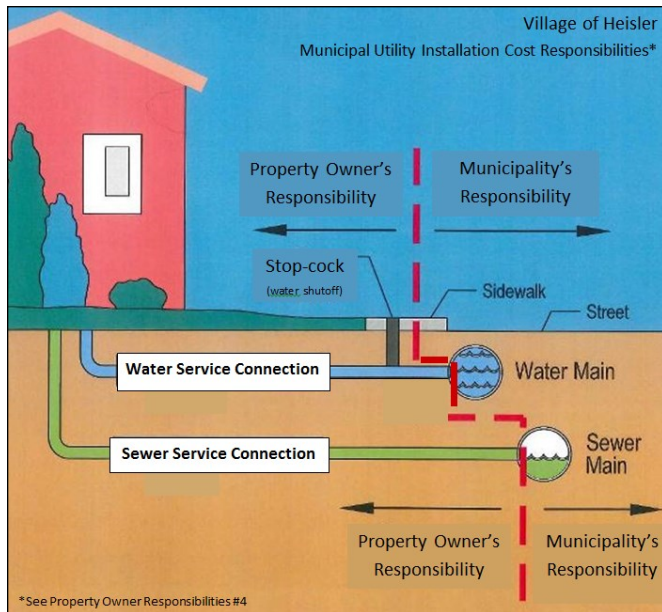 Village of Heisler
Municipal Utility Installation Cost Responsibilities*
Property Owner's
Responsibility
Municipality's
Responsibility
Stop-cock
(water shutoff)
Sidewalk
Street
Water Service Connection
Water Main
Sewer Service Connection
Sewer
Main
Property Owner's
Responsibility
Municipality's
Responsibility
*See Property Owner Responsibilities #4